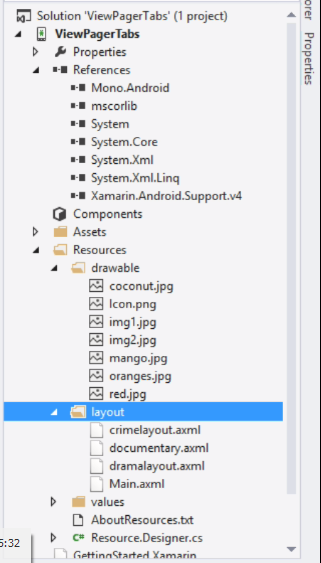 Solution 'ViewPagerTabs' (1 project)
ViewPagerTabs
Properties
References
Mono.Android
mscorlib
System
System.Core
System.Xml
System.Xml.Linq
Xamarin.Android.Support.v4
Components
Assets
Resources
drawable
coconut.jpg
Icon.png
img1.jpg
img2.jpg
mango.jpg
oranges.jpg
red.jpg
layout
crimelayout.axml
documentary.axml
dramalayout.axml
Main.axml
values
AboutResources.txt
C# Resource.Designer.cs
GettingStarted.Xamarin
5:32
orer
Properties